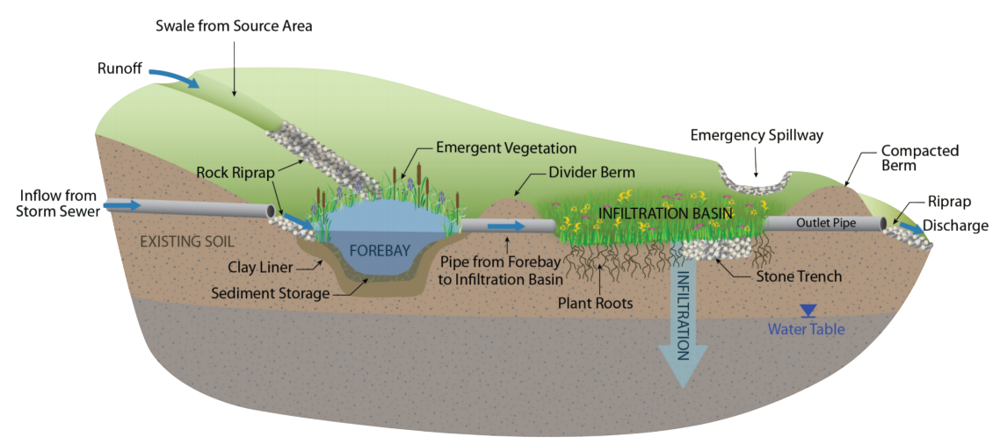 Swale from Source Area
Runoff
Emergent Vegetation
Emergency Spillway
Compacted
Berm
Rock Riprap
Divider Berm
Inflow from
Storm Sewer
INFILTRATION BASIN
Riprap
Discharge
Outlet Pipe
EXISTING SOIL
FOREBAY
Clay Liner
Pipe from Forebay
to Infiltration Basin
Stone Trench
Sediment Storage
Plant Roots
INFILTRATION
Water Table